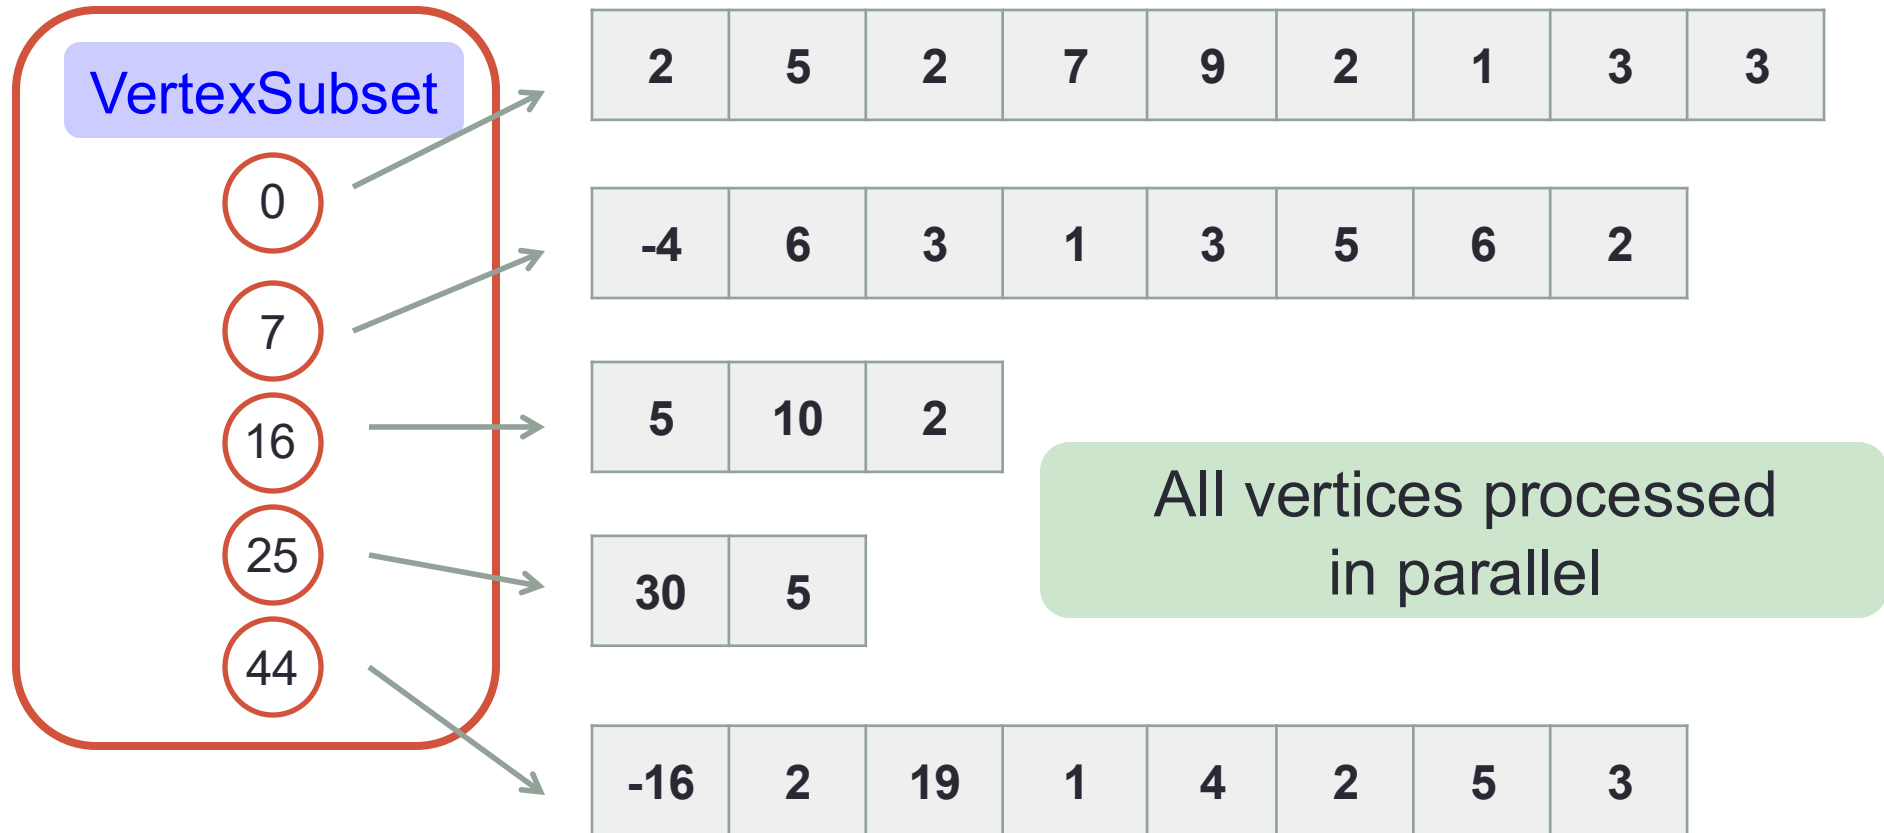 VertexSubset
0
7
16
25
44
2 5 2 7 9 2 1 3 3
-4 6 3 1 3 5 6 2
5 10 2
30 5
-16 2 19 1 4 2 5 3
All vertices processed
in parallel